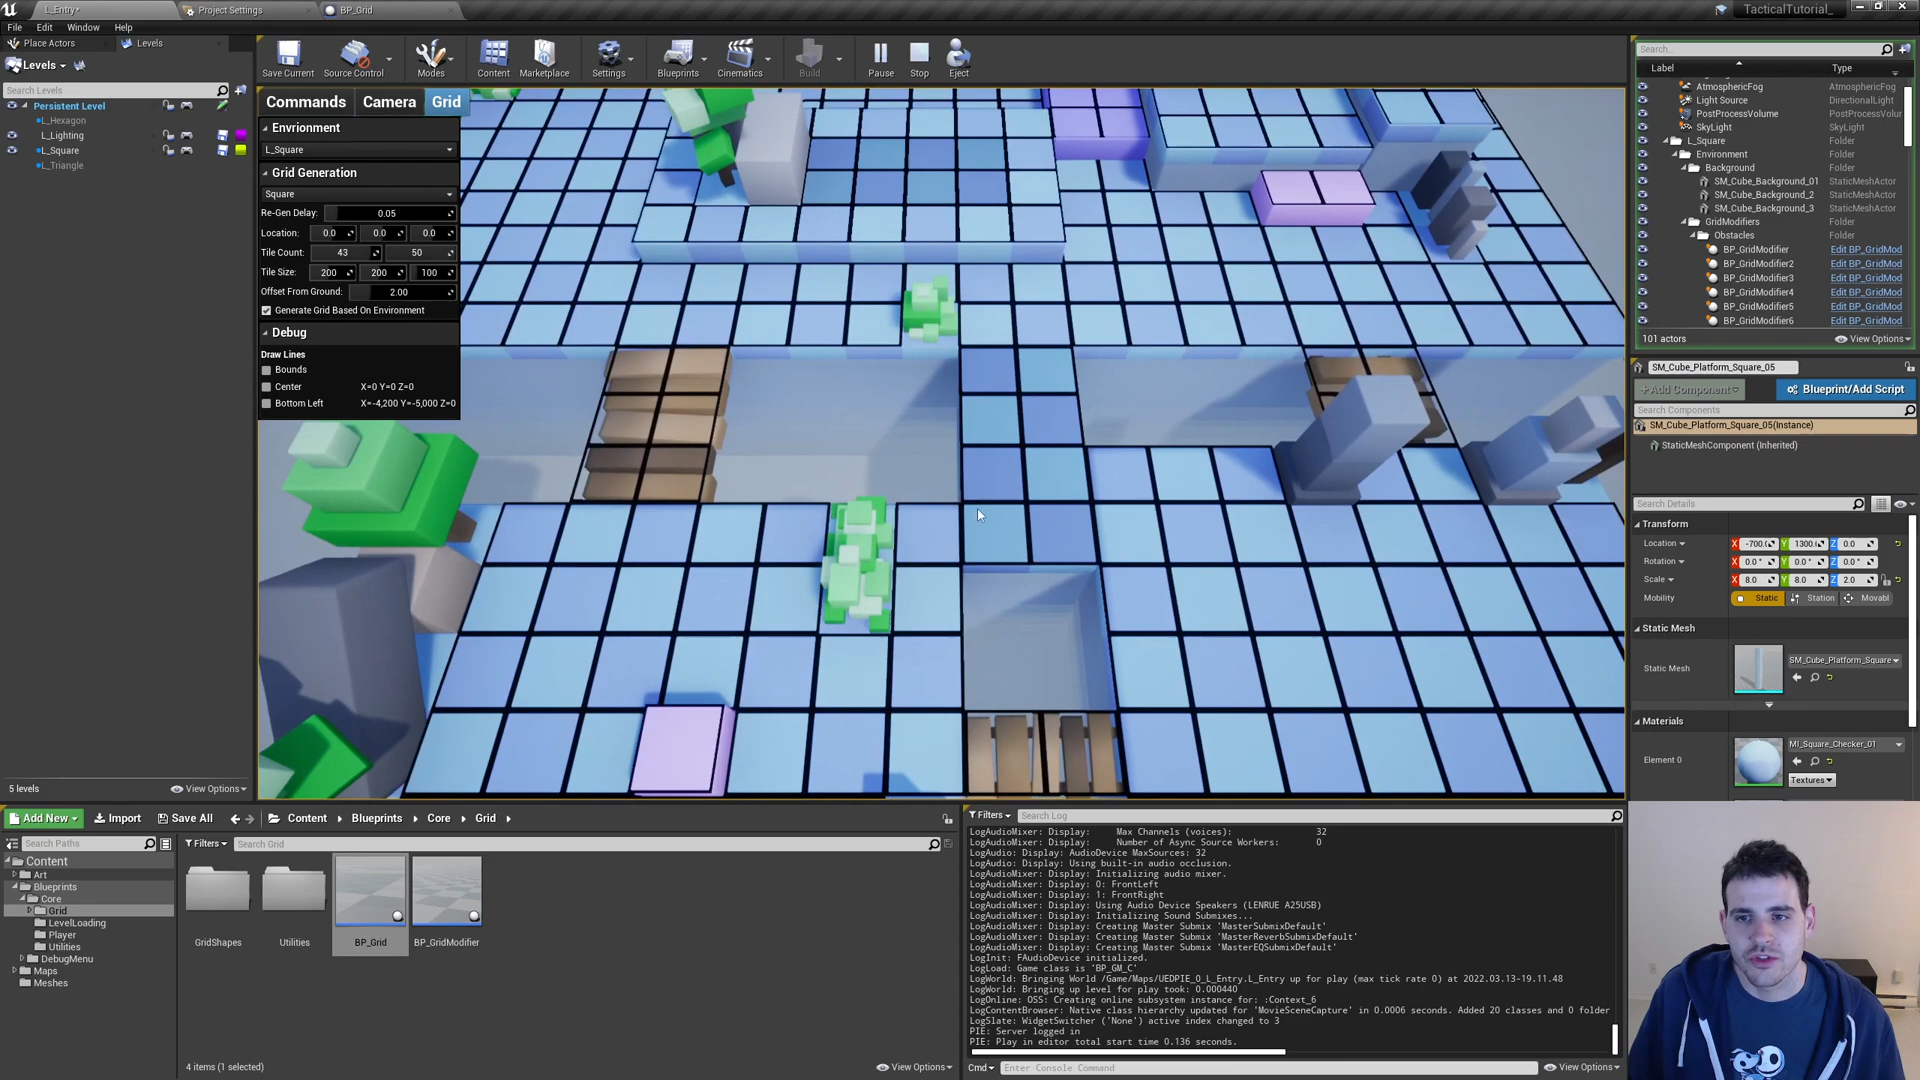 L_Entry*
Project Settings
BP_Grid
TacticalTutorial_
File Edit Window Help
Place Actors
Levels
Levels
Search Levels
Persistent Level
L_Hexagon
L_Lighting
L_Square
L_Triangle
5 levels
View Options
Save Current
Source Control
Modes
Content
Marketplace
Settings
Blueprints
Cinematics
Build
Pause
Stop
Eject
Commands
Camera
Grid
Envrionment
L_Square
Grid Generation
Square
Re-Gen Delay: 0.05
Location: 0.0 0.0 0.0
Tile Count: 43 50
Tile Size: 200 200 100
Offset From Ground: 2.00
Generate Grid Based On Environment
Debug
Draw Lines
Bounds
Center X=0 Y=0 Z=0
Bottom Left X=-4,200 Y=-5,000 Z=0
Search...
Label Type
AtmosphericFog AtmosphericFog
Light Source DirectionalLight
PostProcessVolume PostProcessVolur
SkyLight SkyLight
L_Square Folder
Environment Folder
Background Folder
SM_Cube_Background_01 StaticMeshActor
SM_Cube_Background_2 StaticMeshActor
SM_Cube_Background_3 StaticMeshActor
GridModifiers Folder
Obstacles Folder
BP_GridModifier Edit BP_GridMod
BP_GridModifier2 Edit BP_GridMod
BP_GridModifier3 Edit BP_GridMod
BP_GridModifier4 Edit BP_GridMod
BP_GridModifier5 Edit BP_GridMod
BP_GridModifier6 Edit BP_GridMod
101 actors
View Options
SM_Cube_Platform_Square_05
+Add Component
Blueprint/Add Script
Search Components
SM_Cube_Platform_Square_05(Instance)
StaticMeshComponent (Inherited)
Search Details
Transform
Location X -700.( Y 1300.( Z 0.0
Rotation X 0.0 ° Y 0.0 ° Z 0.0 °
Scale X 8.0 Y 8.0 Z 2.0
Mobility Static Station Movabl
Static Mesh
Static Mesh
SM_Cube_Platform_Square
Materials
Element 0
MI_Square_Checker_01
Textures
Add New
Import
Save All
Content Blueprints Core Grid
Search Paths
Filters
Search Grid
Content
Art
Blueprints
Core
Grid
LevelLoading
Player
Utilities
DebugMenu
Maps
Meshes
GridShapes
Utilities
BP_Grid
BP_GridModifier
4 items (1 selected)
View Options
Filters
Search Log
LogAudioMixer: Display: Max Channels (voices): 32
LogAudioMixer: Display: Number of Async Source Workers: 0
LogAudio: Display: AudioDevice MaxSources: 32
LogAudioMixer: Display: Using built-in audio occlusion.
LogAudioMixer: Display: Initializing audio mixer.
LogAudioMixer: Display: 0: FrontLeft
LogAudioMixer: Display: 1: FrontRight
LogAudioMixer: Display: Using Audio Device Speakers (LENRUE A25USB)
LogAudioMixer: Display: Initializing Sound Submixes...
LogAudioMixer: Display: Creating Master Submix 'MasterSubmixDefault'
LogAudioMixer: Display: Creating Master Submix 'MasterReverbSubmixDefault'
LogAudioMixer: Display: Creating Master Submix 'MasterEQSubmixDefault'
LogInit: FAudioDevice initialized.
LogLoad: Game class is 'BP_GM_C'
LogWorld: Bringing World /Game/Maps/UEDPIE_0_L_Entry.L_Entry up for play (max tick rate 0) at 2022.03.13-19.11.48
LogWorld: Bringing up level for play took: 0.000440
LogOnline: OSS: Creating online subsystem instance for: :Context_6
LogContentBrowser: Native class hierarchy updated for 'MovieSceneCapture' in 0.0006 seconds. Added 20 classes and 0 folder
LogSlate: WidgetSwitcher ('None') active index changed to 3
PIE: Server logged in
PIE: Play in editor total start time 0.136 seconds.
Cmd
Enter Console Command
View Options